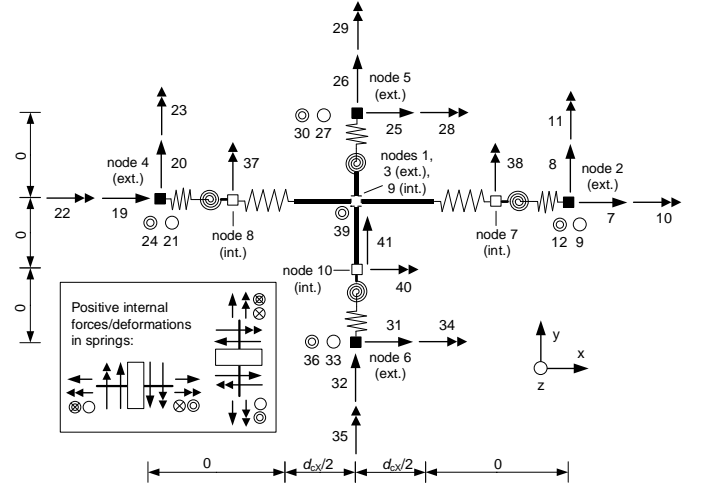 29
26
node 5
(ext.)
30 27
25 28
23
11
20
37
38
8
node 4
(ext.)
nodes 1,
3 (ext.),
9 (int.)
node 2
(ext.)
0
22 19
7 10
24 21
39
12 9
node 8
(int.)
41
node 7
(int.)
0
node 10
(int.)
40
Positive internal
forces/deformations
in springs:
0
31 34
36 33
node 6
(ext.)
32
35
y
x
z
0 dcX/2 dcX/2 0